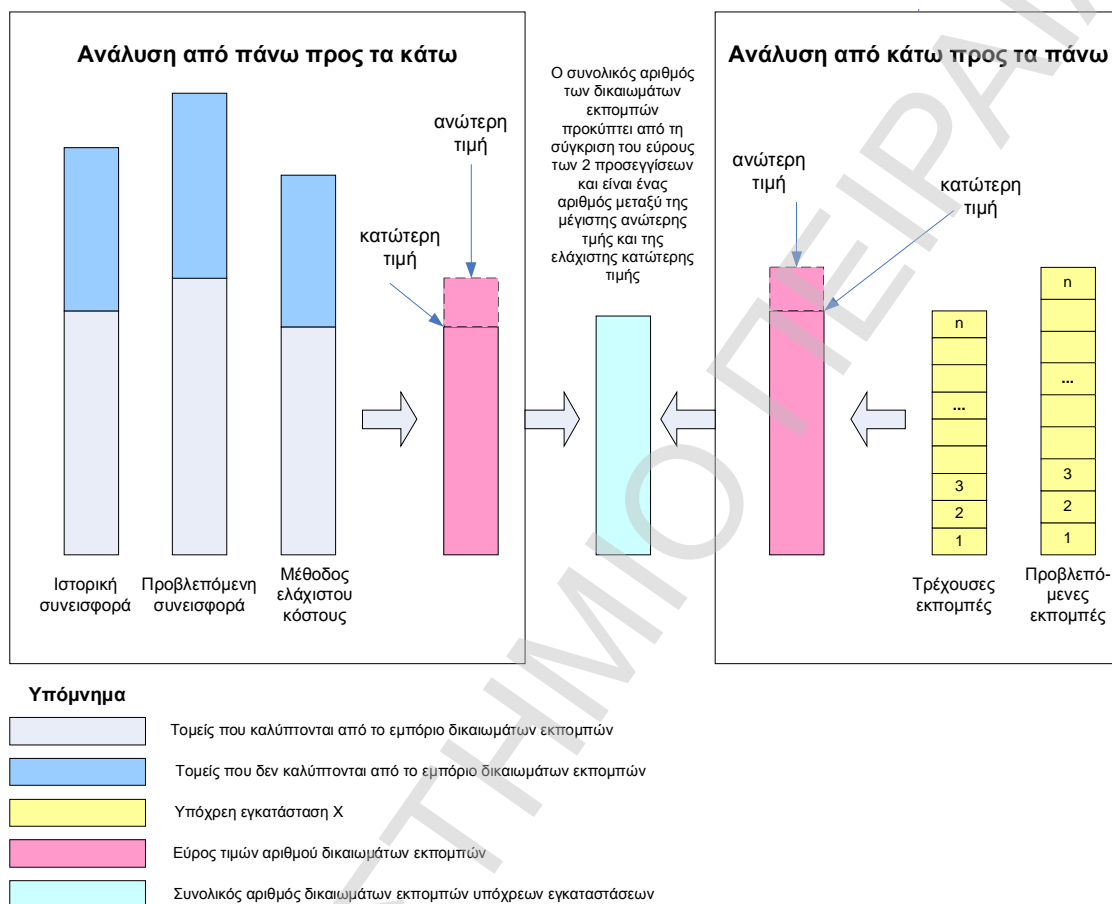 Ανάλυση από πάνω προς τα κάτω
ανώτερη
τιμή
κατώτερη
τιμή
Ιστορική
συνεισφορά
Προβλεπόμενη
συνεισφορά
Μέθοδος
ελάχιστου
κόστους
Ο συνολικός αριθμός
των δικαιωμάτων
εκπομπών
προκύπτει από τη
σύγκριση του εύρους
των 2 προσεγγίσεων
και είναι ένας
αριθμός μεταξύ της
μέγιστης ανώτερης
τμής και της
ελάχιστης κατώτερης
τιμής
Ανάλυση από κάτω προς τα πάνω
ανώτερη
τιμή
κατώτερη
τιμή
n
...
3
2
1
n
...
3
2
1
Τρέχουσες
εκπομπές
Προβλεπό-
μενες
εκπομπές
Υπόμνημα
Τομείς που καλύπτονται από το εμπόριο δικαιωμάτων εκπομπών
Τομείς που δεν καλύπτονται από το εμπόριο δικαιωμάτων εκπομπών
Υπόχρεη εγκατάσταση Χ
Εύρος τιμών αριθμού δικαιωμάτων εκπομπών
Συνολικός αριθμός δικαιωμάτων εκπομπών υπόχρεων εγκαταστάσεων